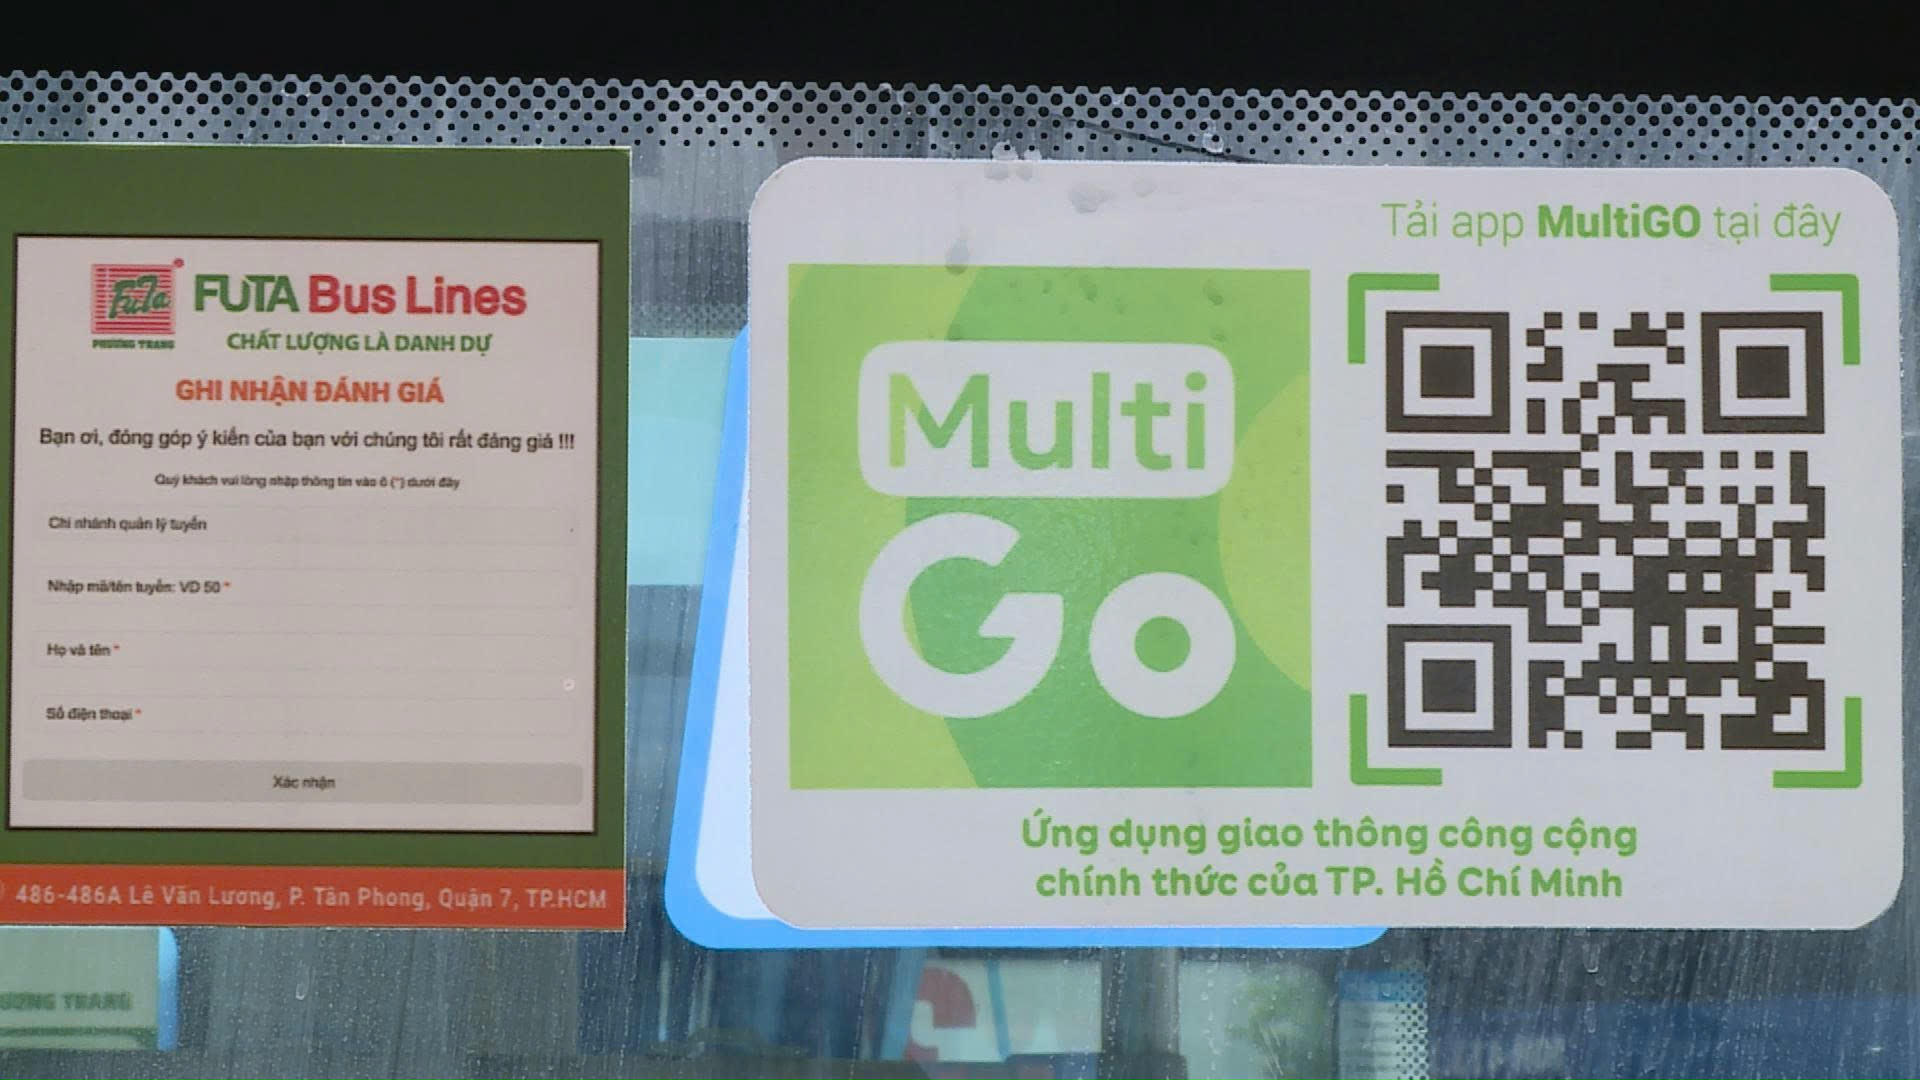 FuTa
PHƯƠNG TRANG
FUTA Bus Lines
CHẤT LƯỢNG LÀ DANH DỰ
GHI NHẬN ĐÁNH GIÁ
Bạn ơi, đóng góp ý kiến của bạn với chúng tôi rất đáng giá !!!
Quý khách vui lòng nhập thông tin vào ô (*) dưới đây
Chi nhánh quản lý tuyến
Nhập mã/tên tuyến: VD 50 *
Họ và tên *
Số điện thoại *
Xác nhận
486-486A Lê Văn Lương, P. Tân Phong, Quận 7, TP.HCM
Tải app MultiGO tại đây
Multi
Go
Ứng dụng giao thông công cộng
chính thức của TP. Hồ Chí Minh
TRANG